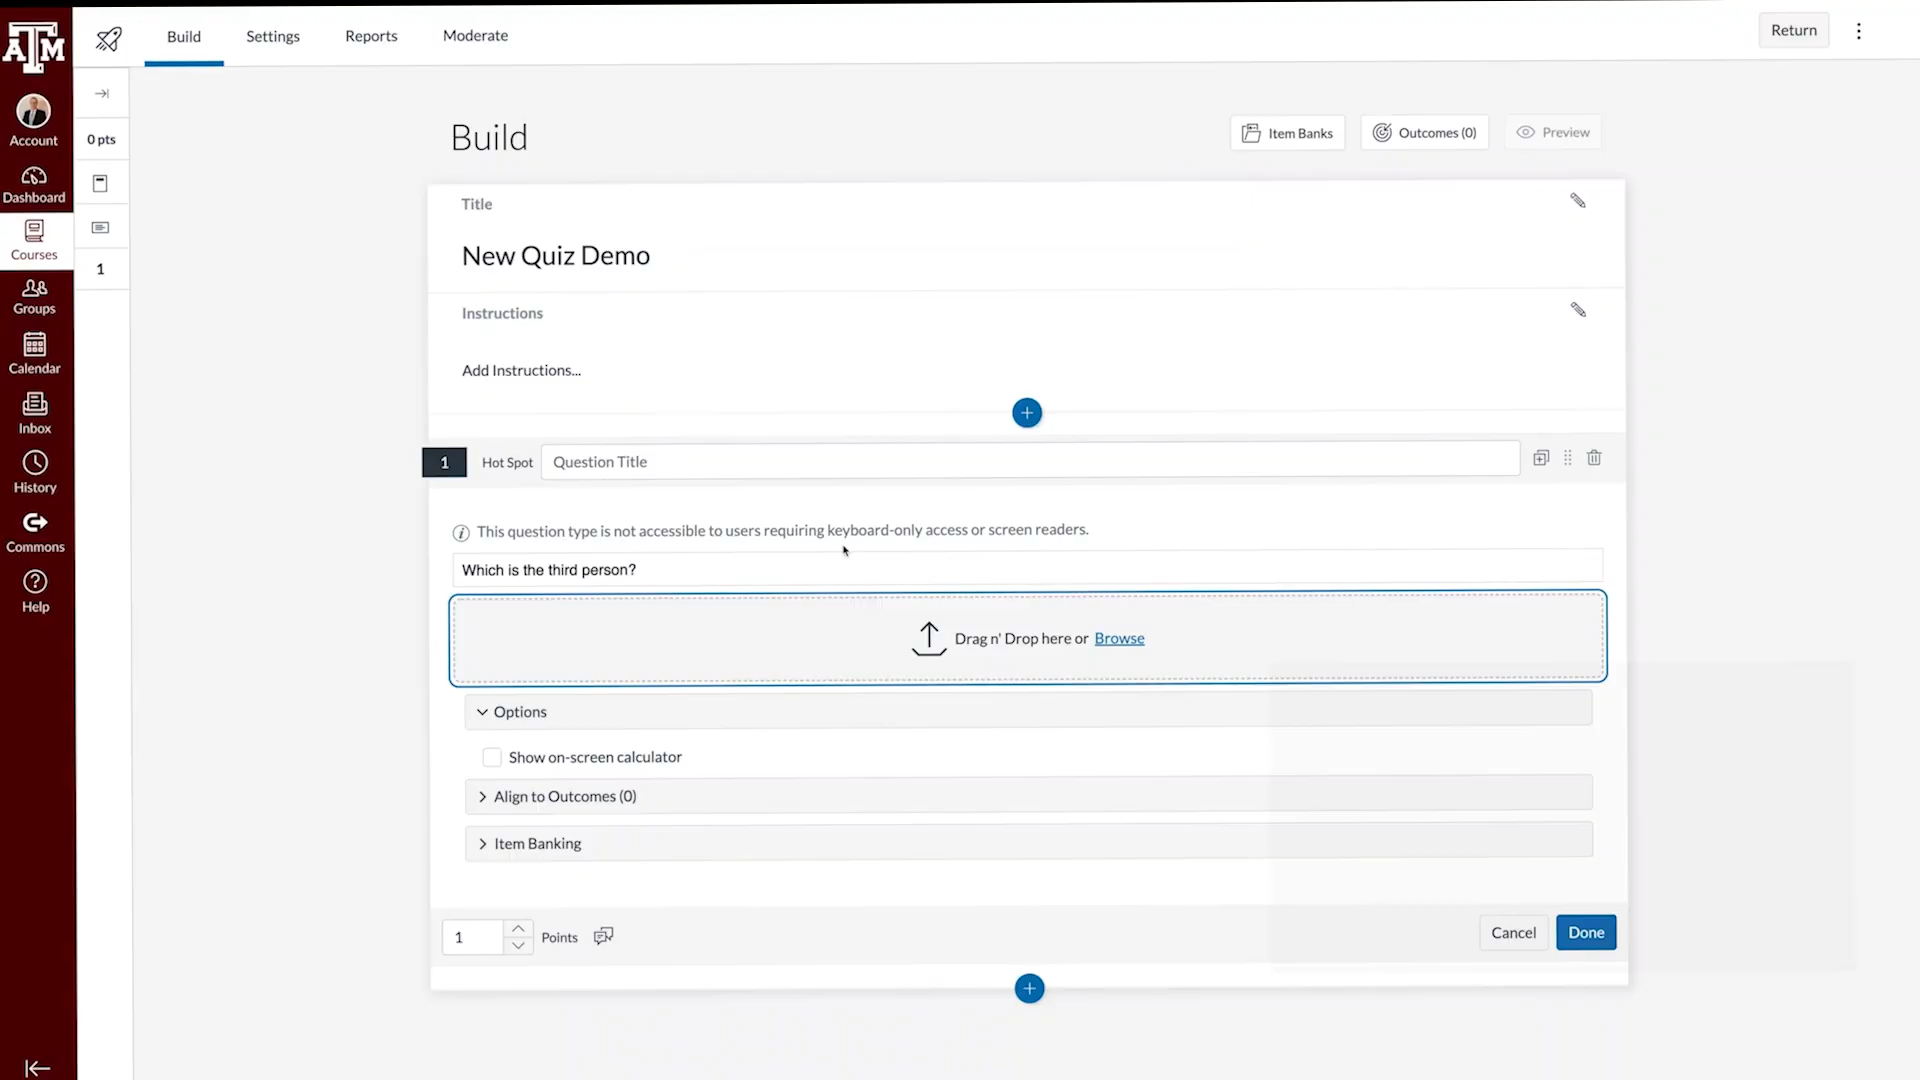 ATM
Build
Settings
Reports
Moderate
Return
Account
Dashboard
Courses
Groups
Calendar
Inbox
History
Commons
Help
0 pts
1
Build
Item Banks
Outcomes (0)
Preview
Title
New Quiz Demo
Instructions
Add Instructions...
1
Hot Spot
Question Title
This question type is not accessible to users requiring keyboard-only access or screen readers.
Which is the third person?
Drag n' Drop here or Browse
Options
Show on-screen calculator
Align to Outcomes (0)
Item Banking
1
Points
Cancel
Done